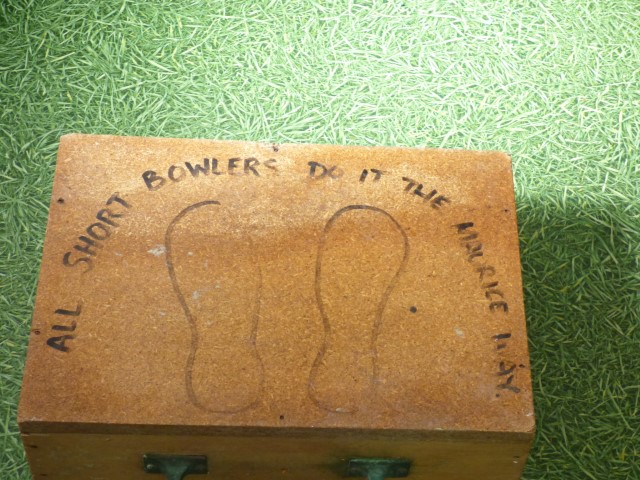 ALL SHORT BOWLERS DO IT THE MAURICE WAY.